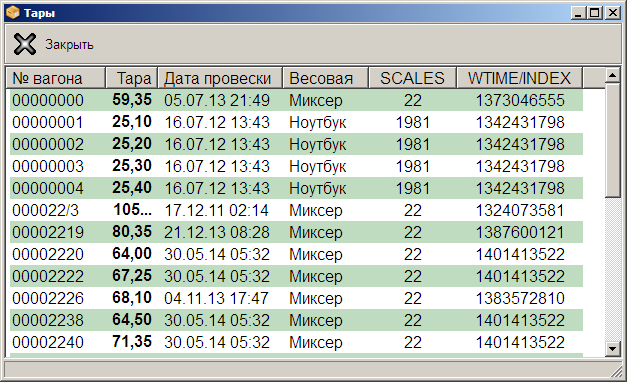 Тары
Закрыть
№ вагона Тара Дата провески Весовая SCALES WTIME/INDEX
00000000 59,35 05.07.13 21:49 Миксер 22 1373046555
00000001 25,10 16.07.12 13:43 Ноутбук 1981 1342431798
00000002 25,20 16.07.12 13:43 Ноутбук 1981 1342431798
00000003 25,30 16.07.12 13:43 Ноутбук 1981 1342431798
00000004 25,40 16.07.12 13:43 Ноутбук 1981 1342431798
000022/3 105... 17.12.11 02:14 Миксер 22 1324073581
00002219 80,35 21.12.13 08:28 Миксер 22 1387600121
00002220 64,00 30.05.14 05:32 Миксер 22 1401413522
00002222 67,25 30.05.14 05:32 Миксер 22 1401413522
00002226 68,10 04.11.13 17:47 Миксер 22 1383572810
00002238 64,50 30.05.14 05:32 Миксер 22 1401413522
00002240 71,35 30.05.14 05:32 Миксер 22 1401413522